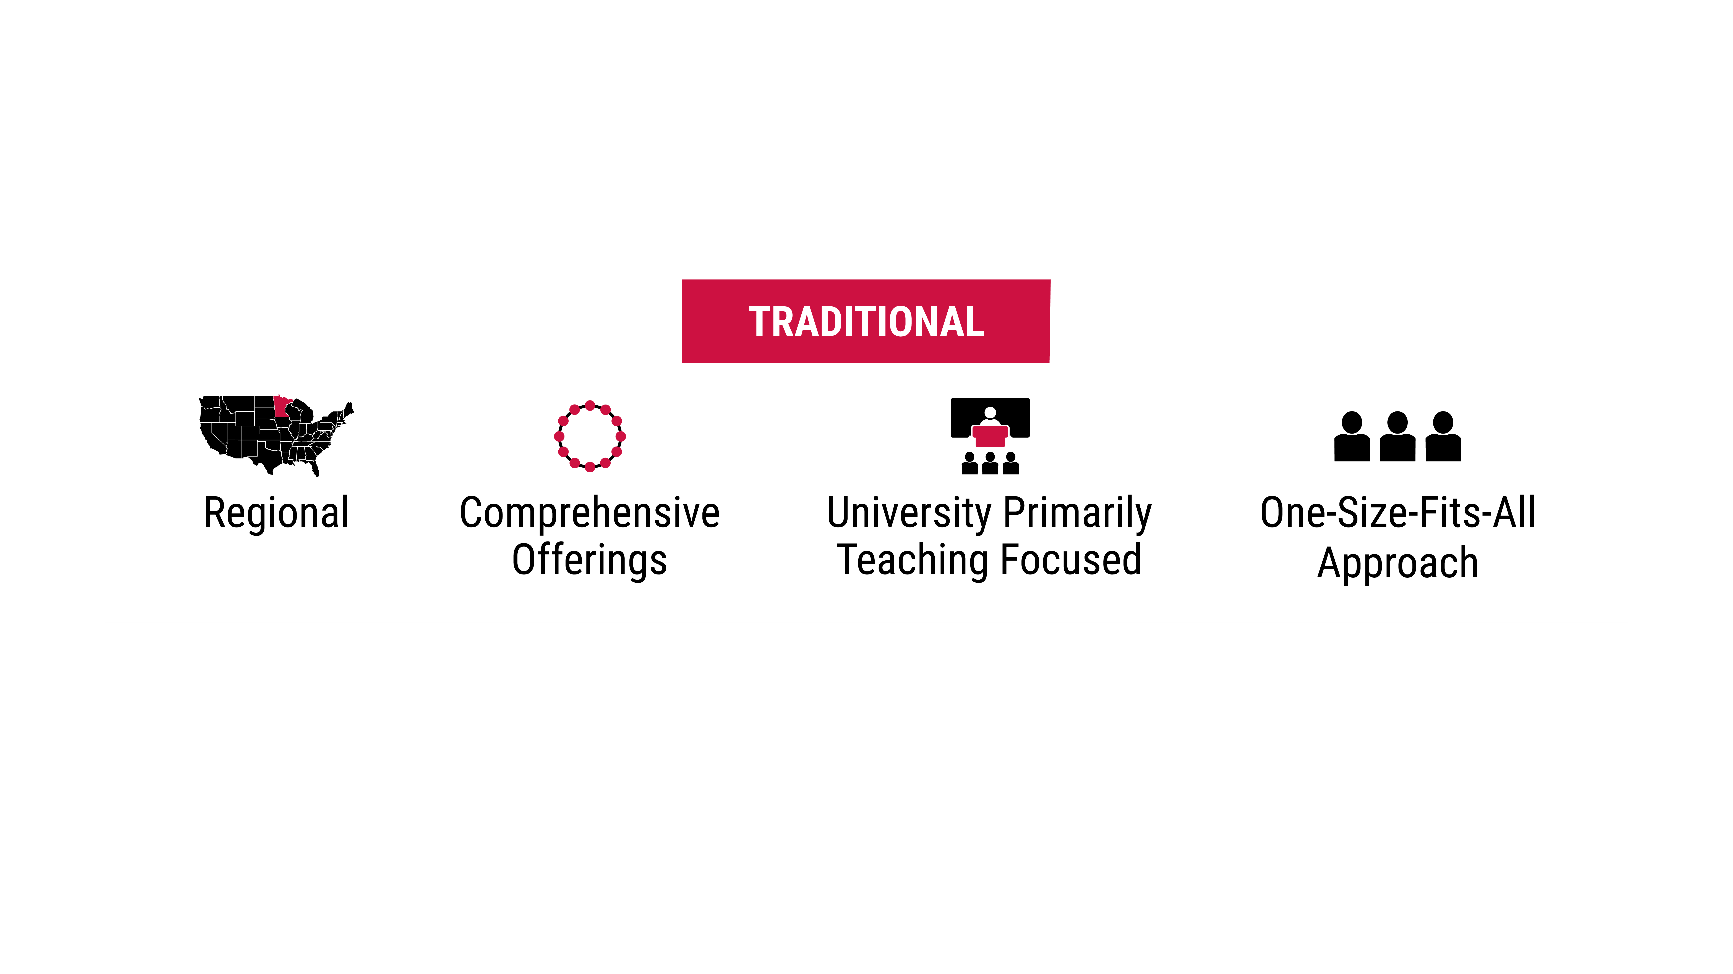 TRADITIONAL
Regional
Comprehensive
Offerings
University Primarily
Teaching Focused
One-Size-Fits-All
Approach